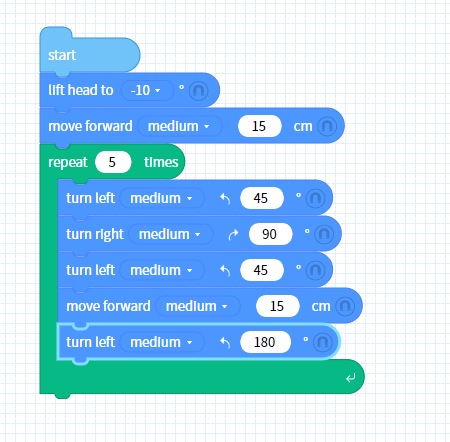 start
lift head to -10 °
move forward medium 15 cm
repeat 5 times
turn left medium 45 °
turn right medium 90 °
turn left medium 45 °
move forward medium 15 cm
turn left medium 180 °